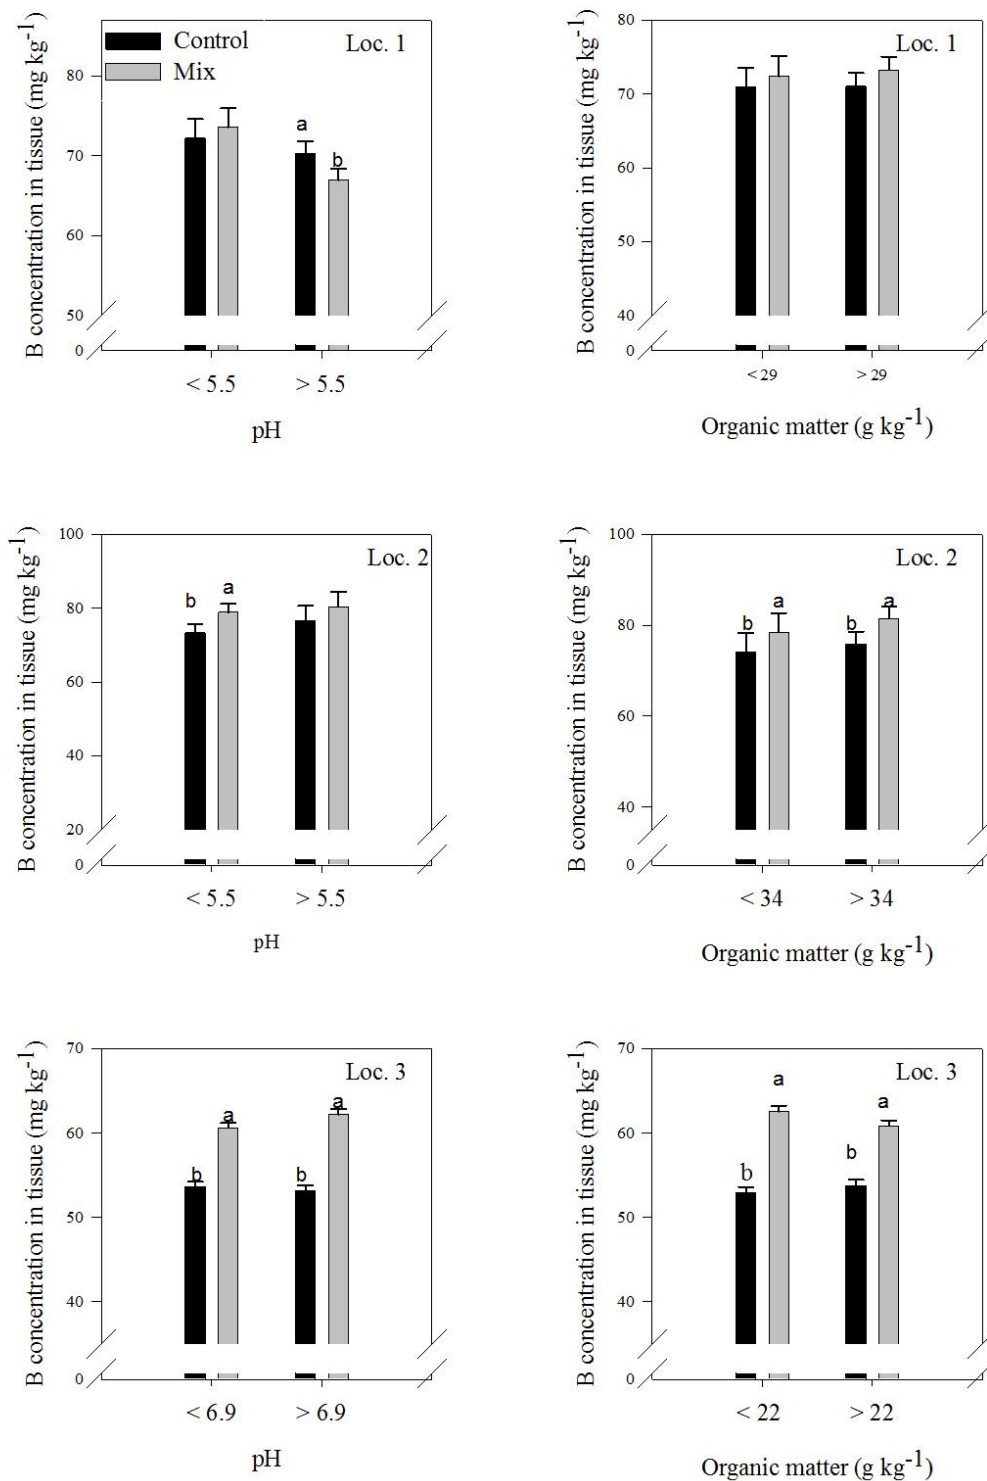 Control
Mix
Loc. 1
B concentration in tissue (mg kg-1)
80
70
60
50
0
a
b
< 5.5
> 5.5
pH
Loc. 1
B concentration in tissue (mg kg-1)
80
70
60
50
40
0
< 29
> 29
Organic matter (g kg-1)
Loc. 2
B concentration in tissue (mg kg-1)
100
80
60
40
20
0
b
a
< 5.5
> 5.5
pH
Loc. 2
B concentration in tissue (mg kg-1)
100
80
60
40
0
b
a
b
a
< 34
> 34
Organic matter (g kg-1)
Loc. 3
B concentration in tissue (mg kg-1)
70
60
50
40
0
b
a
b
a
< 6.9
> 6.9
pH
Loc. 3
B concentration in tissue (mg kg-1)
70
60
50
40
0
b
a
b
a
< 22
> 22
Organic matter (g kg-1)